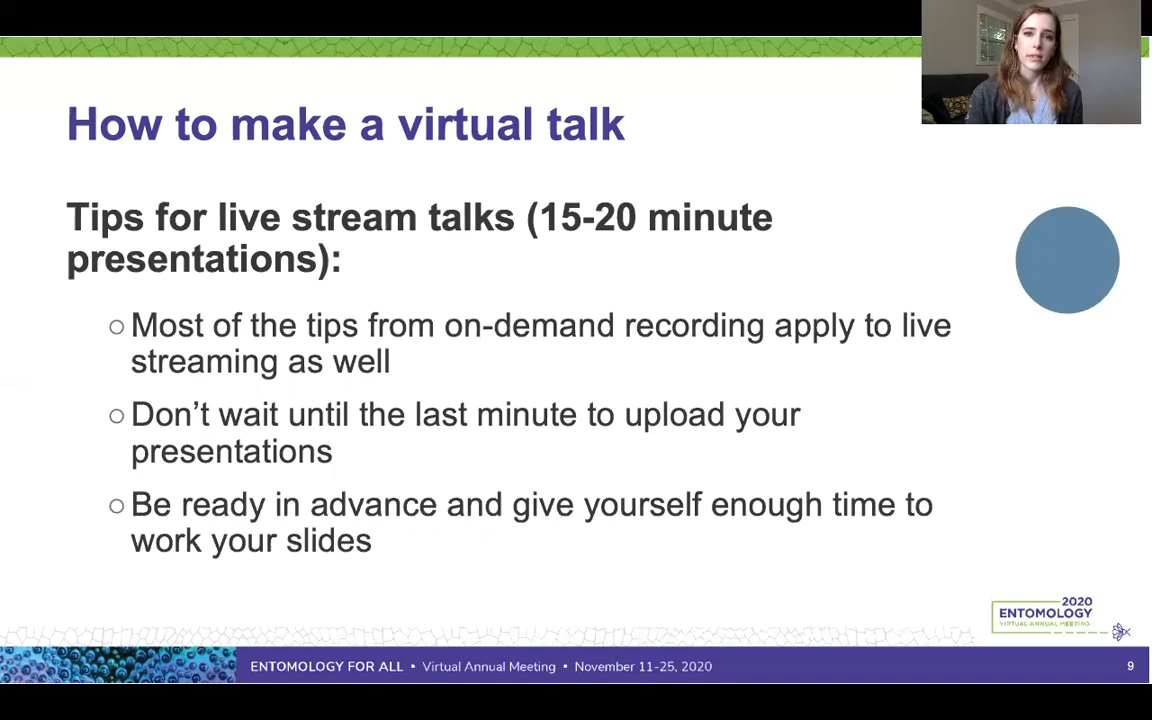 How to make a virtual talk
Tips for live stream talks (15-20 minute
presentations):
○ Most of the tips from on-demand recording apply to live
streaming as well
○ Don’t wait until the last minute to upload your
presentations
○ Be ready in advance and give yourself enough time to
work your slides
2020
ENTOMOLOGY
VIRTUAL ANNUAL MEETING
ENTOMOLOGY FOR ALL • Virtual Annual Meeting • November 11-25, 2020
9